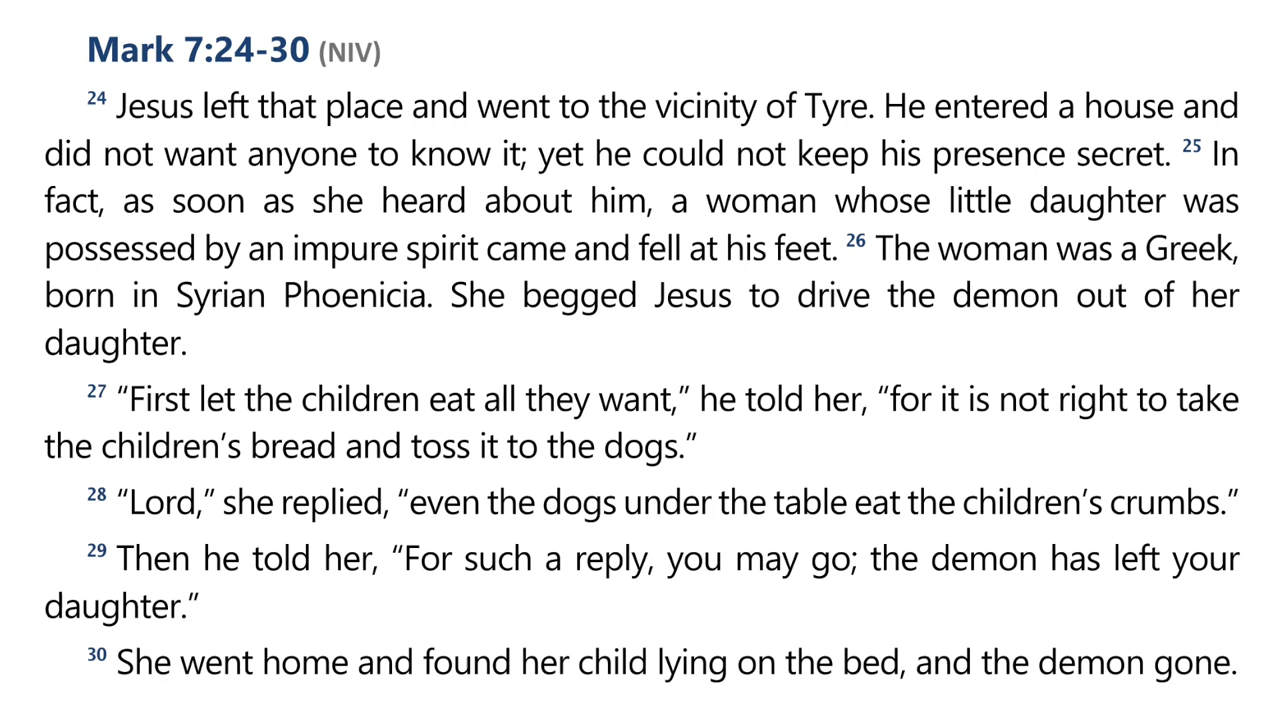 Mark 7:24-30 (NIV)
24 Jesus left that place and went to the vicinity of Tyre. He entered a house and
did not want anyone to know it; yet he could not keep his presence secret. 25 In
fact, as soon as she heard about him, a woman whose little daughter was
possessed by an impure spirit came and fell at his feet. 26 The woman was a Greek,
born in Syrian Phoenicia. She begged Jesus to drive the demon out of her
daughter.
27 “First let the children eat all they want,” he told her, “for it is not right to take
the children’s bread and toss it to the dogs.”
28 “Lord,” she replied, “even the dogs under the table eat the children’s crumbs.”
29 Then he told her, “For such a reply, you may go; the demon has left your
daughter.”
30 She went home and found her child lying on the bed, and the demon gone.